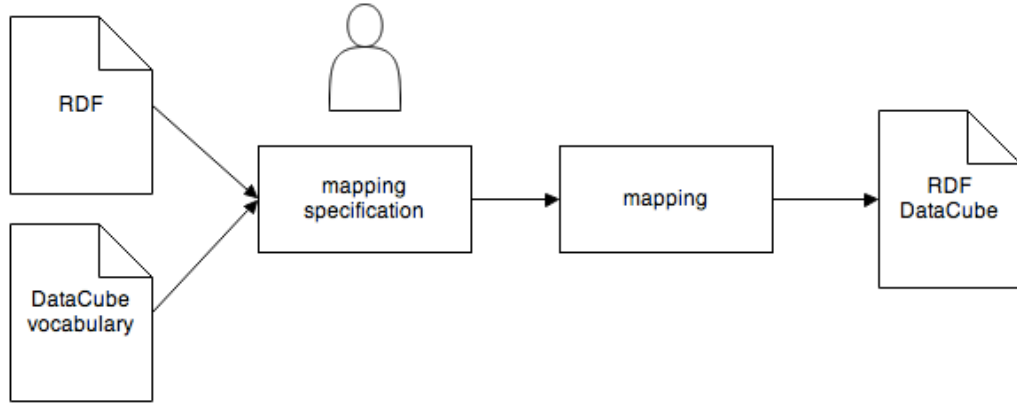 RDF
mapping
specification
mapping
RDF
DataCube
DataCube
vocabulary